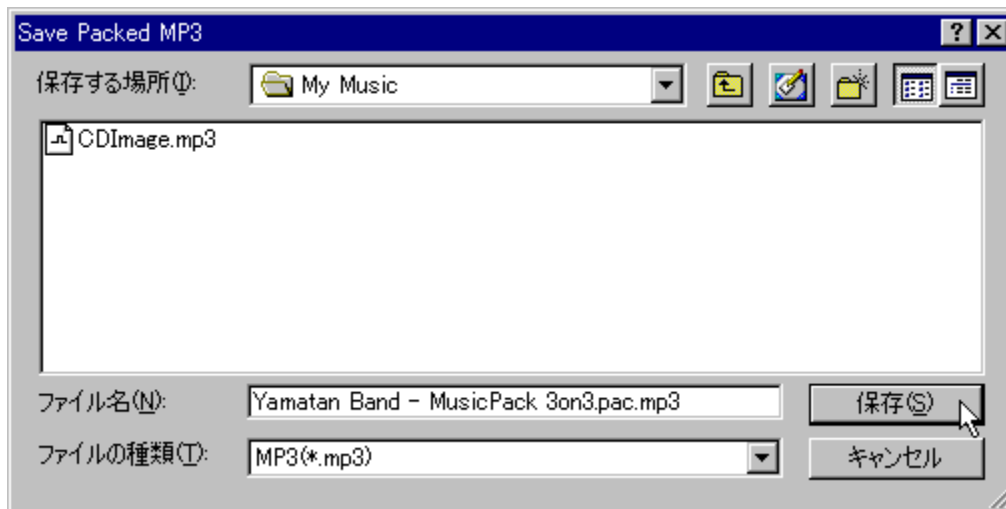 Save Packed MP3
保存する場所(I): My Music
CDImage.mp3
ファイル名(N): Yamatan Band - MusicPack 3on3.pac.mp3 保存(S)
ファイルの種類(T): MP3(*.mp3) キャンセル